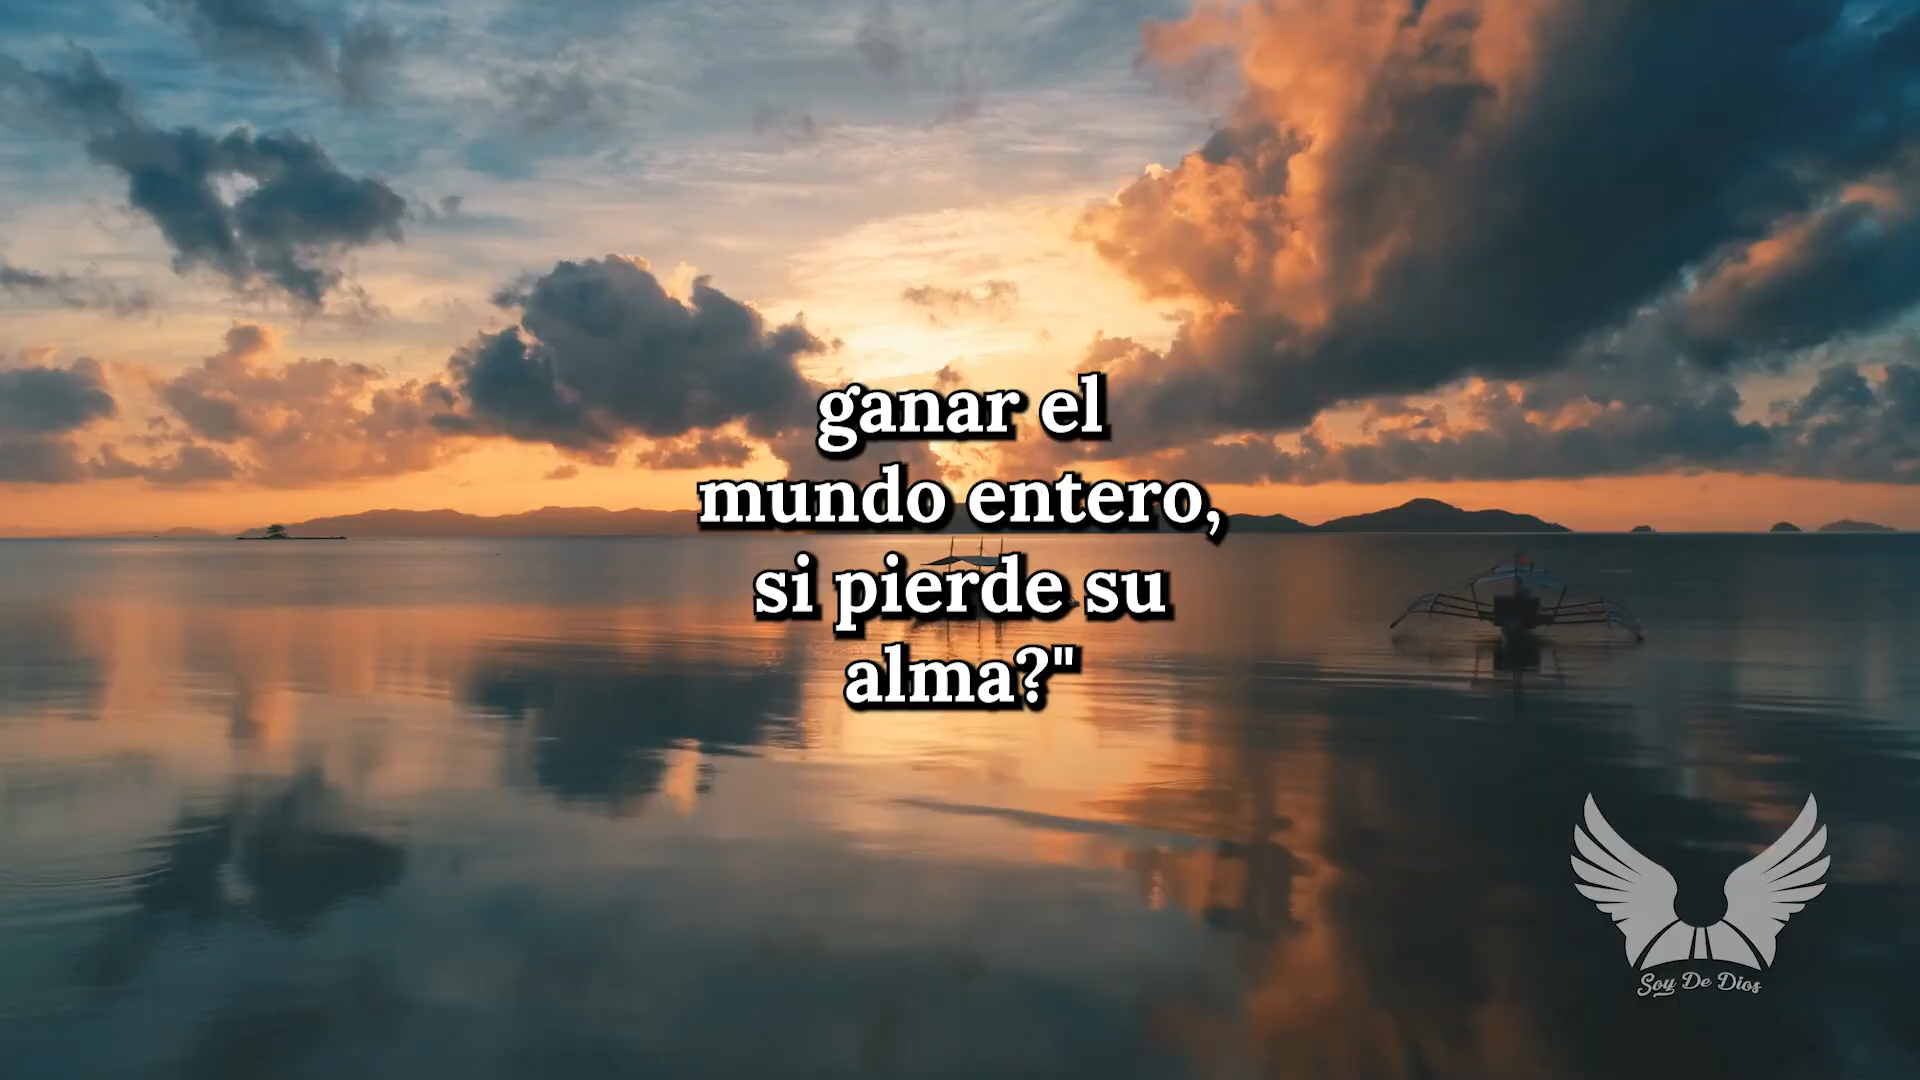 ganar el
mundo entero,
si pierde su
alma?"
Soy De Dios